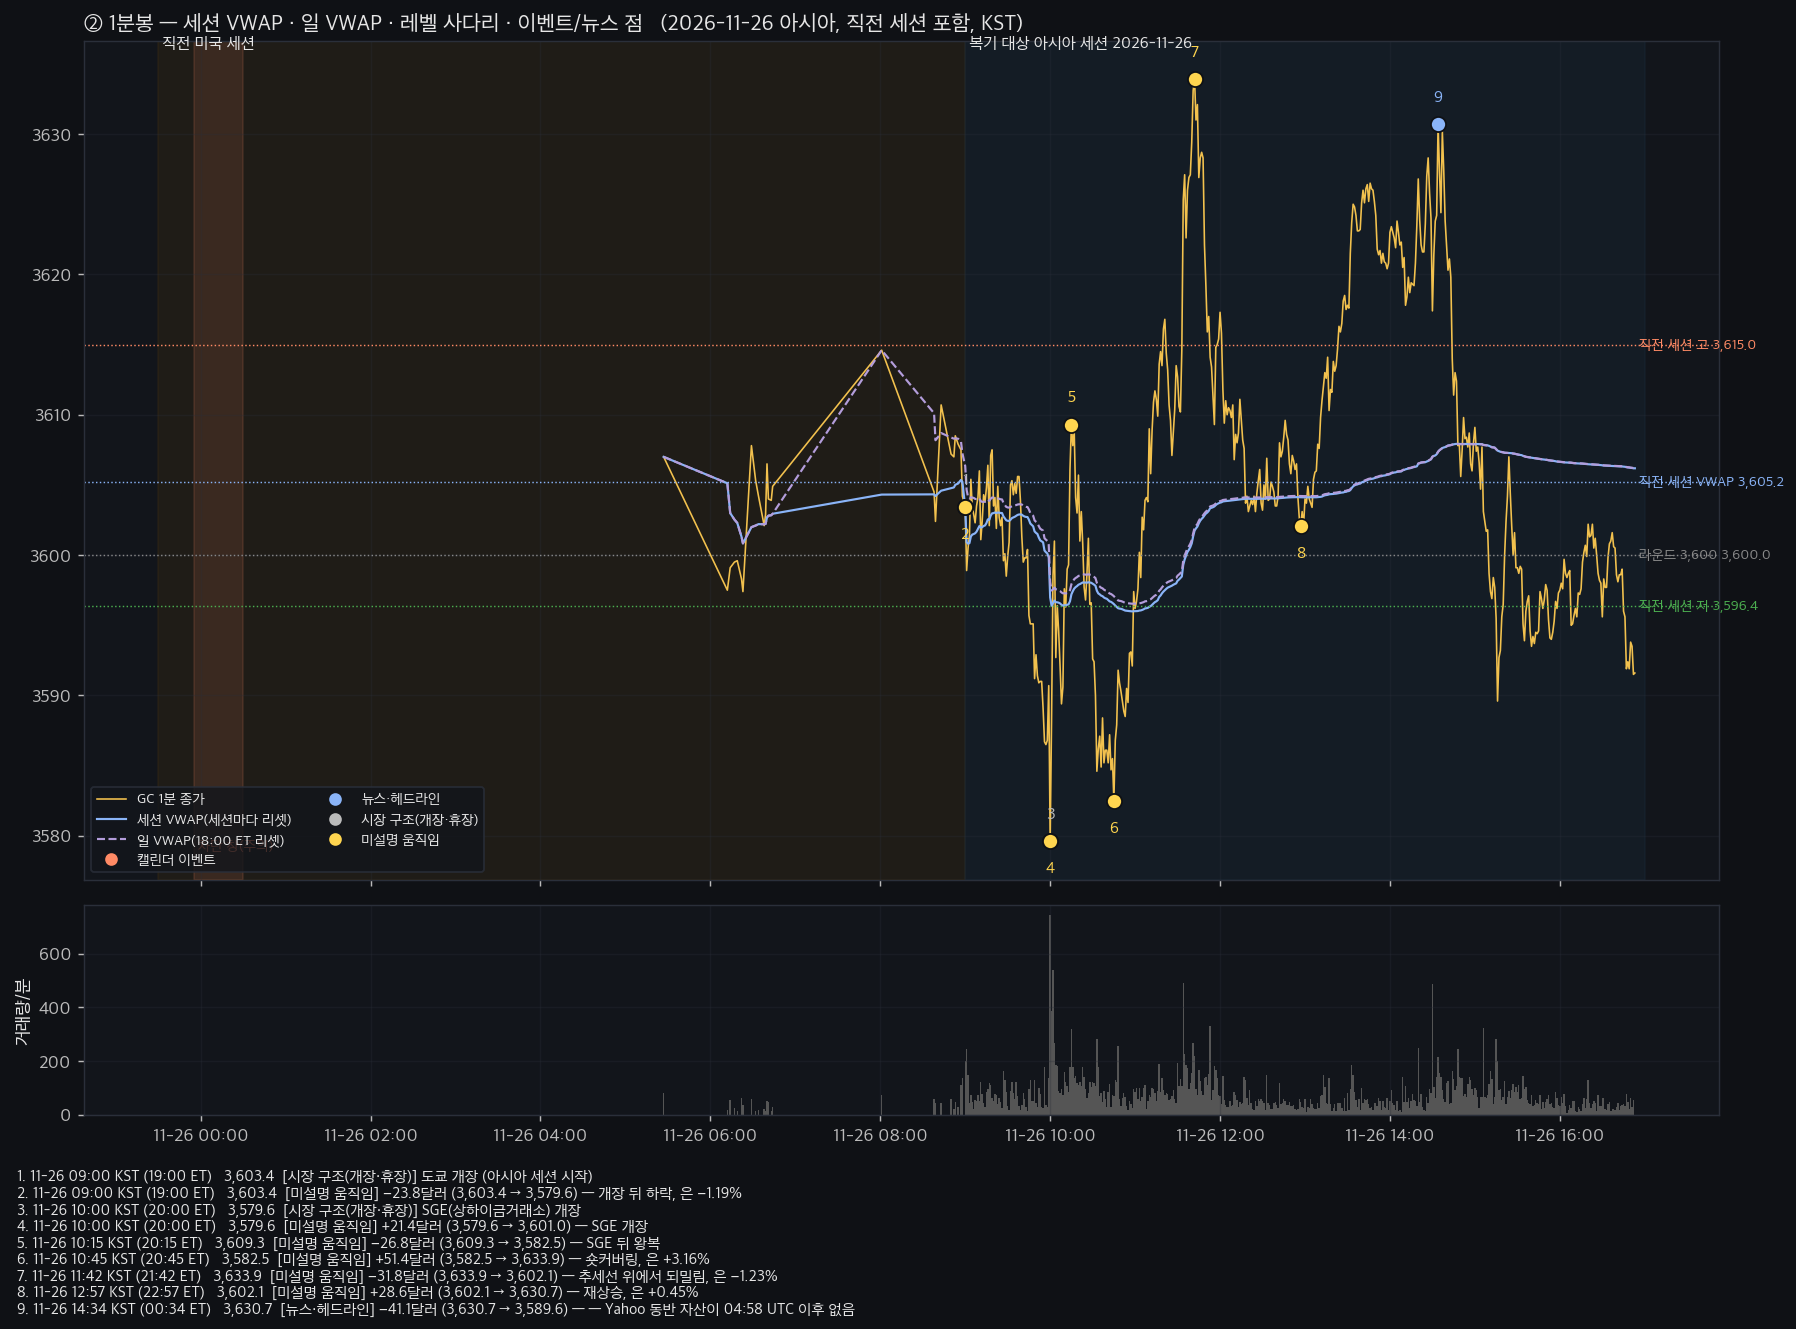 ② 1분봉 — 세션 VWAP · 일 VWAP · 레벨 사다리 · 이벤트/뉴스 점   (2026-11-26 아시아, 직전 세션 포함, KST)
직전 미국 세션
복기 대상 아시아 세션 2026-11-26
7
9
3630
3620
직전 세션 고 3,615.0
3610
5
직전 세션 VWAP 3,605.2
2
8
3600
라운드 3,600 3,600.0
직전 세션 저 3,596.4
3590
3
6
3580
4
GC 1분 종가
세션 VWAP(세션마다 리셋)
일 VWAP(18:00 ET 리셋)
캘린더 이벤트
뉴스·헤드라인
시장 구조(개장·휴장)
미설명 움직임
거래량/분
600
400
200
0
11-26 00:00
11-26 02:00
11-26 04:00
11-26 06:00
11-26 08:00
11-26 10:00
11-26 12:00
11-26 14:00
11-26 16:00
1. 11-26 09:00 KST (19:00 ET)   3,603.4  [시장 구조(개장·휴장)] 도쿄 개장 (아시아 세션 시작)
2. 11-26 09:00 KST (19:00 ET)   3,603.4  [미설명 움직임] −23.8달러 (3,603.4 → 3,579.6) — 개장 뒤 하락, 은 −1.19%
3. 11-26 10:00 KST (20:00 ET)   3,579.6  [시장 구조(개장·휴장)] SGE(상하이금거래소) 개장
4. 11-26 10:00 KST (20:00 ET)   3,579.6  [미설명 움직임] +21.4달러 (3,579.6 → 3,601.0) — SGE 개장
5. 11-26 10:15 KST (20:15 ET)   3,609.3  [미설명 움직임] −26.8달러 (3,609.3 → 3,582.5) — SGE 뒤 왕복
6. 11-26 10:45 KST (20:45 ET)   3,582.5  [미설명 움직임] +51.4달러 (3,582.5 → 3,633.9) — 숏커버링, 은 +3.16%
7. 11-26 11:42 KST (21:42 ET)   3,633.9  [미설명 움직임] −31.8달러 (3,633.9 → 3,602.1) — 추세선 위에서 되밀림, 은 −1.23%
8. 11-26 12:57 KST (22:57 ET)   3,602.1  [미설명 움직임] +28.6달러 (3,602.1 → 3,630.7) — 재상승, 은 +0.45%
9. 11-26 14:34 KST (00:34 ET)   3,630.7  [뉴스·헤드라인] −41.1달러 (3,630.7 → 3,589.6) — — Yahoo 동반 자산이 04:58 UTC 이후 없음